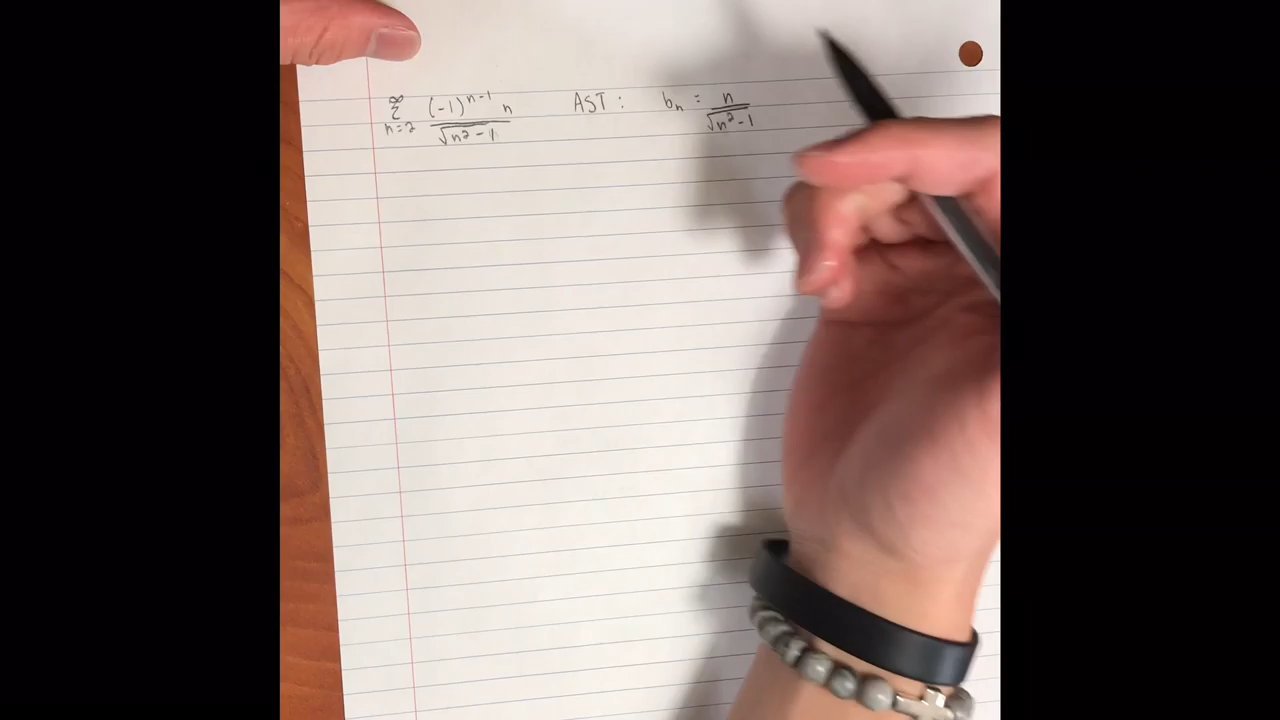 ∞ Σ n=2 (-1)^{n-1} n / √(n²-1)   AST :   b_n = n / √(n²-1)